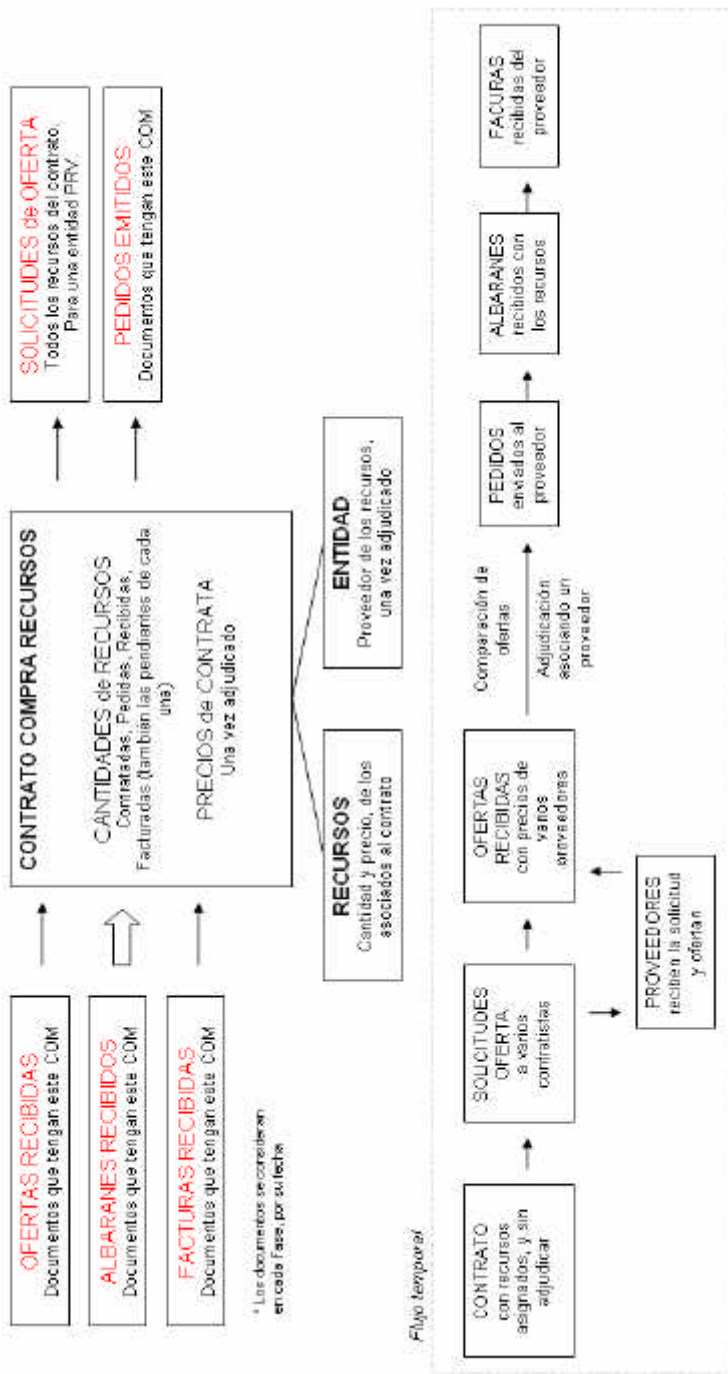 OFERTAS RECIBIDAS
Documentos que tengan este COM
ALBARANES RECIBIDOS
Documentos que tengan este COM
FACTURAS RECIBIDAS
Documentos que tengan este COM
* Los documentos se consideran
en cada Fase, por su fecha
CONTRATO COMPRA RECURSOS
CANTIDADES de RECURSOS
Contratadas, Pedidas, Recibidas,
Facturadas (también las pendientes de cada
una)
PRECIOS de CONTRATA
Una vez adjudicado
SOLICITUDES de OFERTA
Todos los recursos del contrato,
Para una entidad PRV.
PEDIDOS EMITIDOS
Documentos que tengan este COM
RECURSOS
Cantidad y precio, de los
asociados al contrato
ENTIDAD
Proveedor de los recursos,
una vez adjudicado
Flujo temporal
CONTRATO
con recursos
asignados, y sin
adjudicar
SOLICITUDES
OFERTA
a varios
contratistas
PROVEEDORES
reciben la solicitud
y ofertan
OFERTAS
RECIBIDAS
con precios de
varios
proveedores
Comparación de
ofertas
Adjudicación
asociando un
proveedor
PEDIDOS
enviados al
proveedor
ALBARANES
recibidos con
los recursos
FACURAS
recibidas del
proveedor